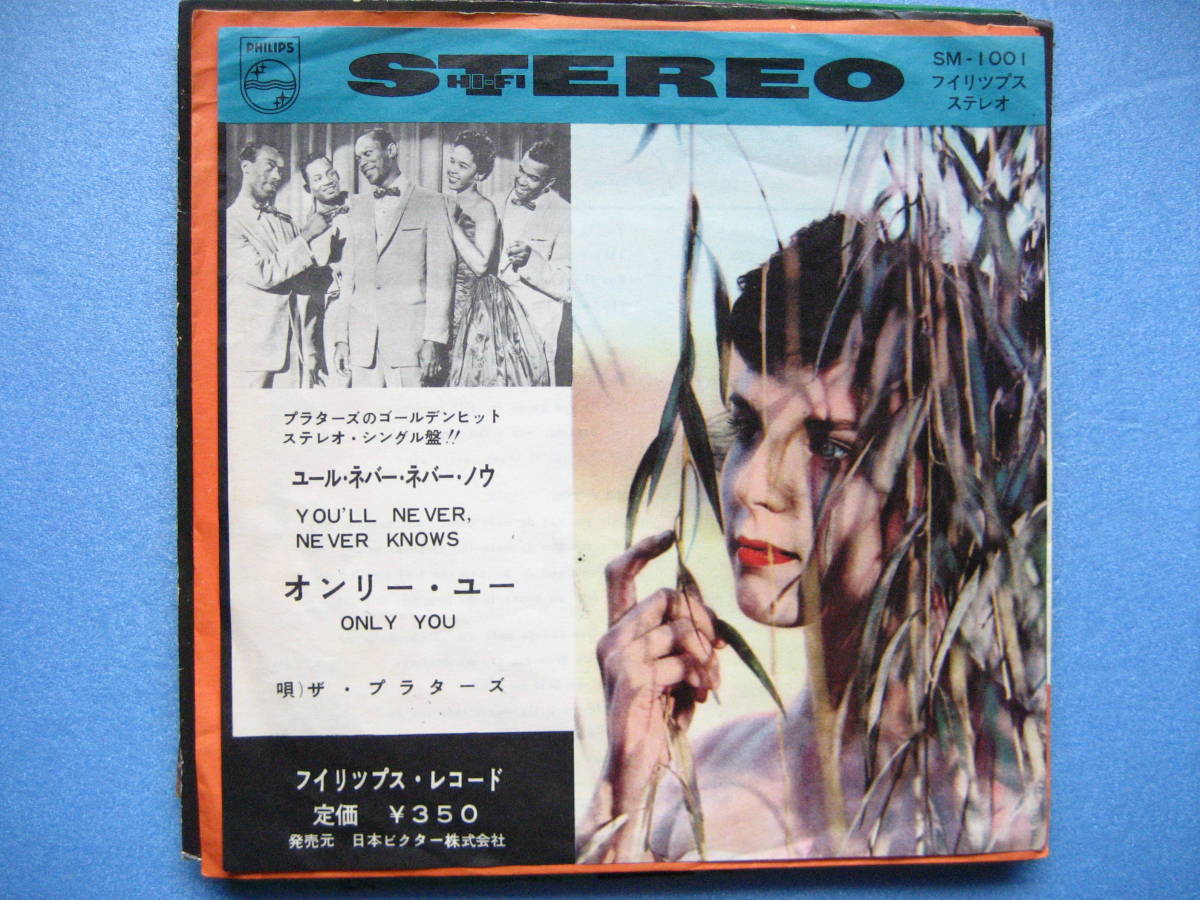 PHILIPS
STEREO
Hi-Fi
SM-1001
フイリツプス
ステレオ
プラターズのゴールデンヒット
ステレオ・シングル盤!!
ユール・ネバー・ネバー・ノウ
YOU'LL NEVER,
NEVER KNOWS
オンリー・ユー
ONLY YOU
唄)ザ・プラターズ
フイリツプス・レコード
定価 ¥350
発売元 日本ビクター株式会社